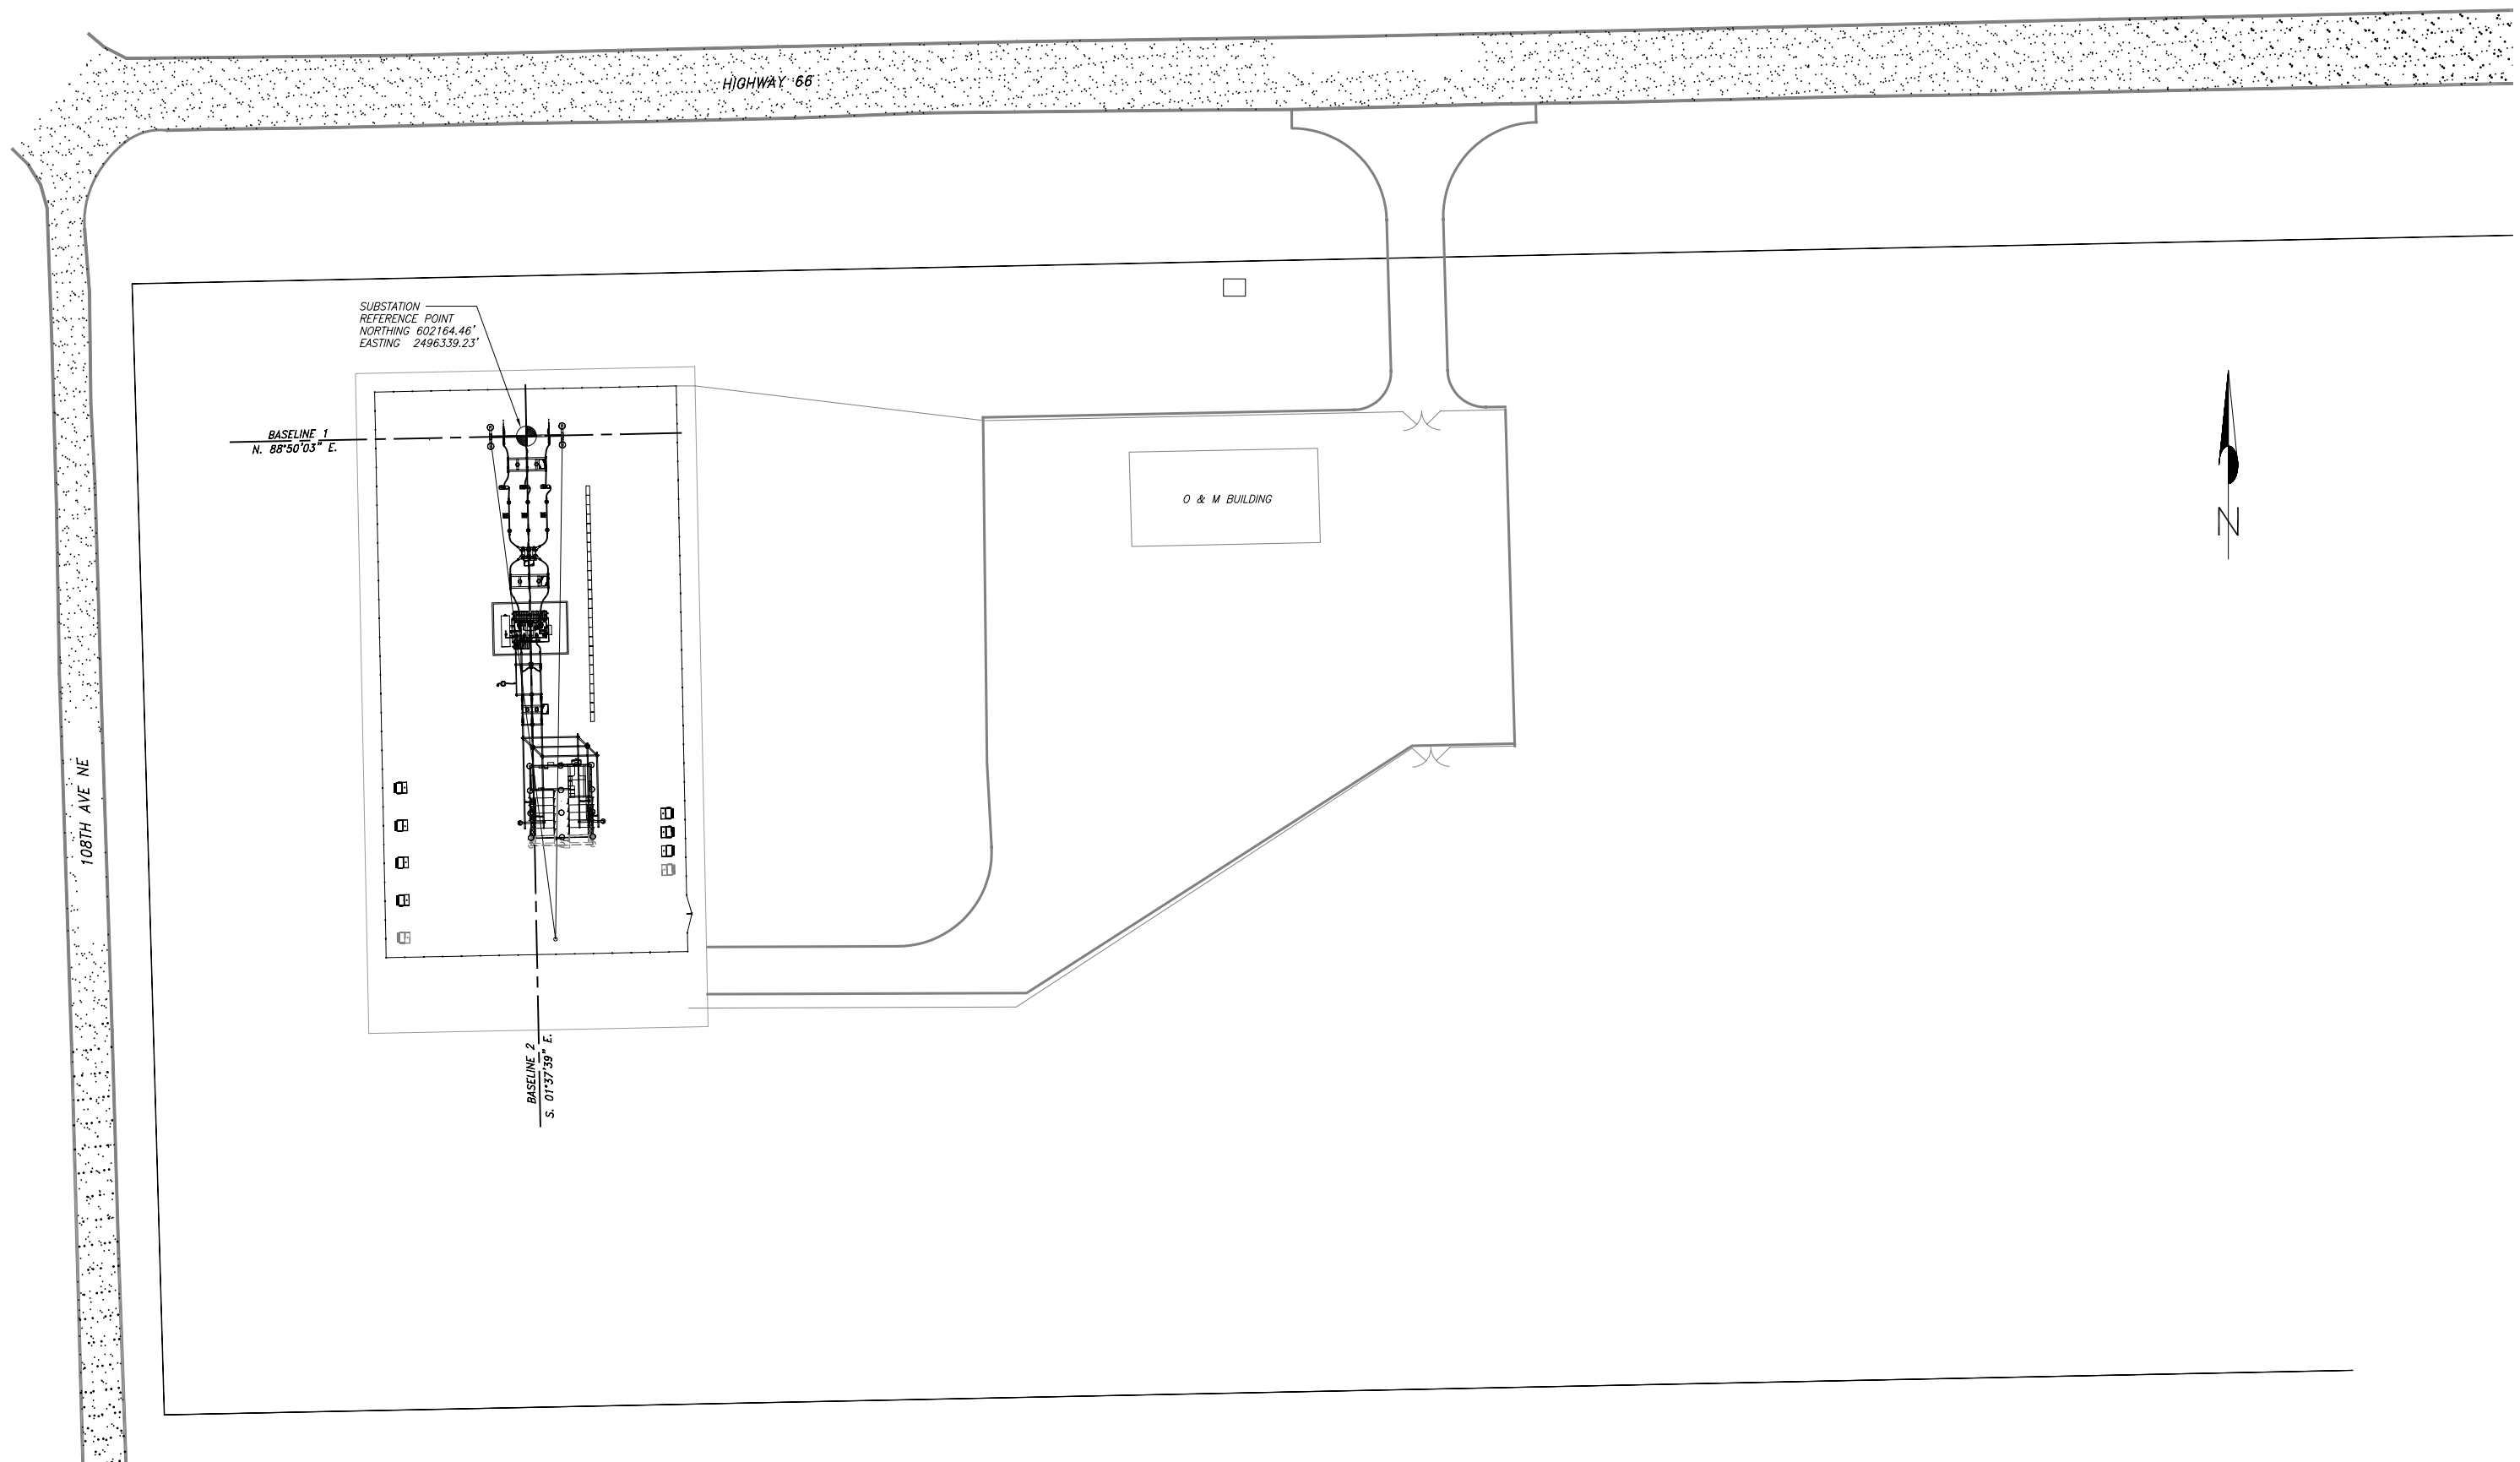 HIGHWAY 66
SUBSTATION
REFERENCE POINT
NORTHING 602164.46'
EASTING 2496339.23'
BASELINE 1
N. 88°50'03" E.
O & M BUILDING
N
108TH AVE NE
BASELINE 2
S. 01°37'39" E.